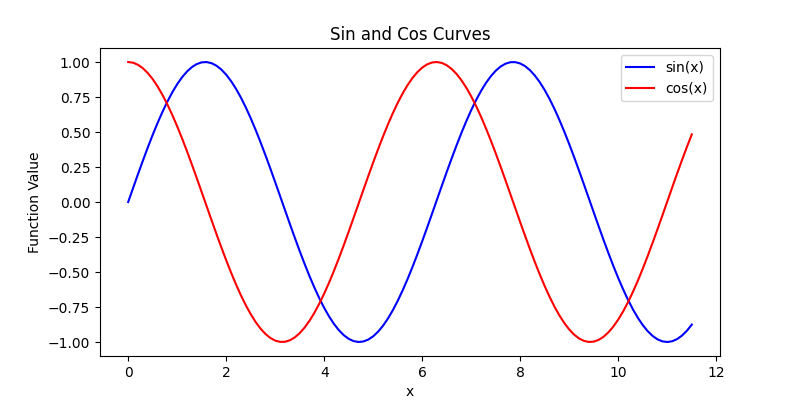 Sin and Cos Curves
sin(x)
cos(x)
Function Value
1.00
0.75
0.50
0.25
0.00
−0.25
−0.50
−0.75
−1.00
0 2 4 6 8 10 12
x